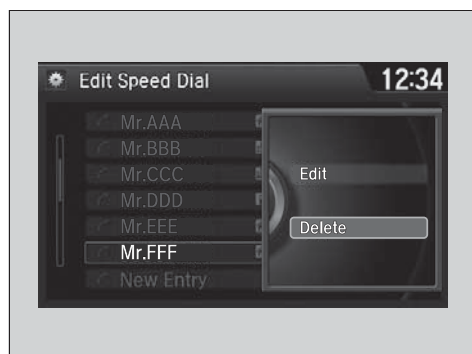 Edit Speed Dial
12:34
Mr.AAA
Mr.BBB
Mr.CCC
Mr.DDD
Mr.EEE
Mr.FFF
New Entry
Edit
Delete